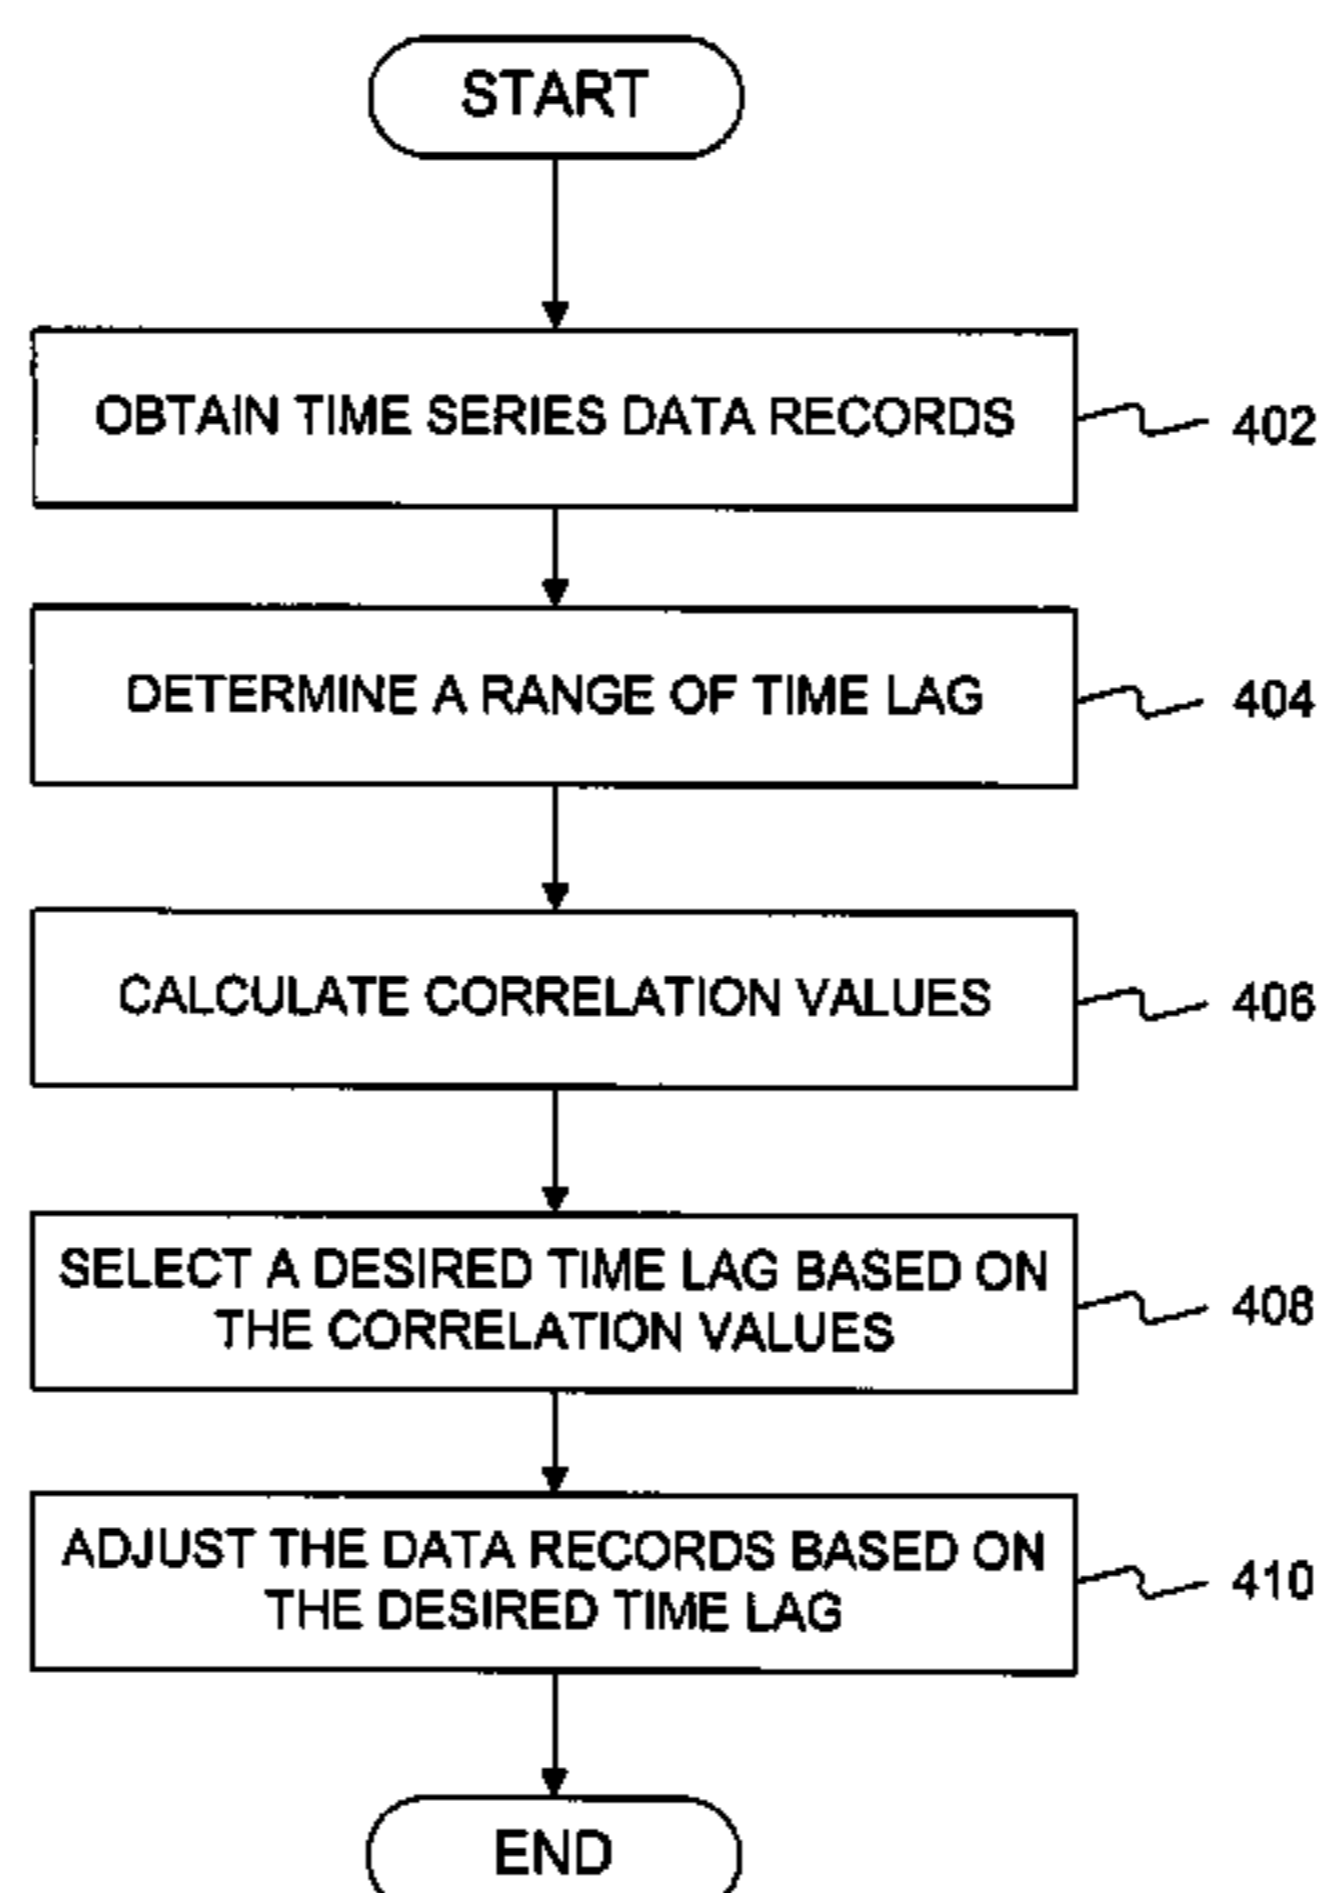 START
OBTAIN TIME SERIES DATA RECORDS
402
DETERMINE A RANGE OF TIME LAG
404
CALCULATE CORRELATION VALUES
406
SELECT A DESIRED TIME LAG BASED ON
THE CORRELATION VALUES
408
ADJUST THE DATA RECORDS BASED ON
THE DESIRED TIME LAG
410
END